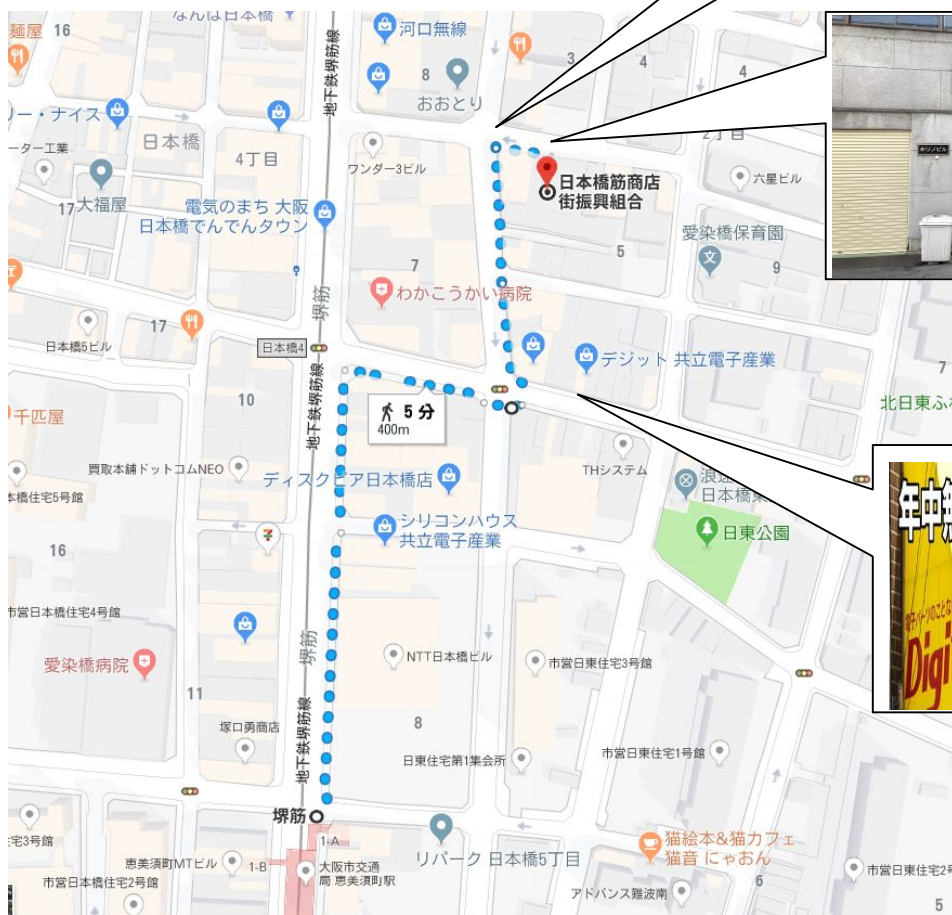 麺屋
16
なんば日本橋
河口無線
3
4
8
4
おおとり
地下鉄堺筋線
リー・ナイス
日本橋
4丁目
ーター工業
ワンダー3ビル
2丁目
日本橋筋商店
街振興組合
六星ビル
17
大福屋
電気のまち 大阪
日本橋でんでんタウン
愛染橋保育園
5
9
7
わかこうかい病院
堺筋
17
日本橋5ビル
日本橋4
デジット 共立電子産業
7
10
地下鉄堺筋線
5 分
400m
千匹屋
北日東ふ
買取本舗ドットコムNEO
ディスクピア日本橋店
THシステム
本橋住宅5号館
日本橋
シリコンハウス
共立電子産業
日東公園
年中無
Digi
16
市営日本橋住宅4号館
堺筋
NTT日本橋ビル
市営日東住宅3号館
愛染橋病院
11
塚口勇商店
8
地下鉄堺筋線
日東住宅第1集会所
市営日東住宅1号館
堺筋
宅3号館
1-A
恵美須町MTビル
1-B
大阪市交通
局 恵美須町駅
リパーク 日本橋5丁目
猫絵本&猫カフェ
猫音 にゃおん
市営日本橋住宅2号館
アドバンス難波南
6
市営日東住宅2号
5